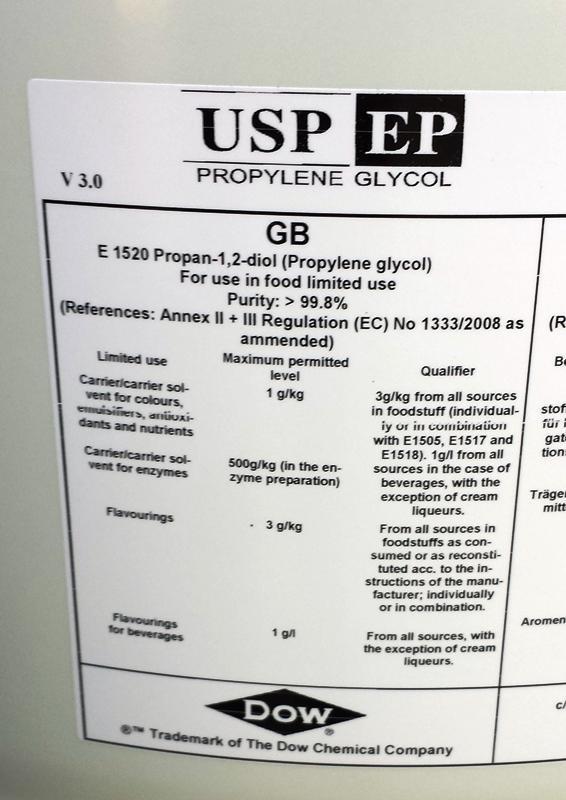 USP EP
PROPYLENE GLYCOL
V 3.0
GB
E 1520 Propan-1,2-diol (Propylene glycol)
For use in food limited use
Purity: > 99.8%
(References: Annex II + III Regulation (EC) No 1333/2008 as
ammended)
Limited use
Maximum permitted
level
Qualifier
Carrier/carrier sol-
vent for colours,
emulsifiers, antioxi-
dants and nutrients
1 g/kg
3g/kg from all sources
in foodstuff (individual-
ly or in combination
with E1505, E1517 and
E1518). 1g/l from all
sources in the case of
beverages, with the
exception of cream
liqueurs.
Carrier/carrier sol-
vent for enzymes
500g/kg (in the en-
zyme preparation)
Flavourings
3 g/kg
From all sources in
foodstuffs as con-
sumed or as reconsti-
tuted acc. to the in-
structions of the manu-
facturer; individually
or in combination.
Flavourings
for beverages
1 g/l
From all sources, with
the exception of cream
liqueurs.
DOW
®
®™ Trademark of The Dow Chemical Company
(R
Be
stof
für i
gat
tion
Träger
mitt
Aromen
c/